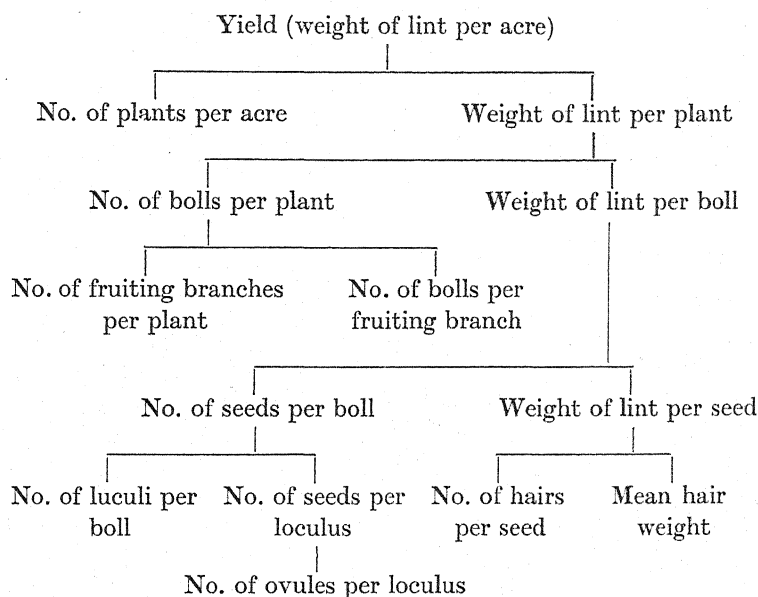 Yield (weight of lint per acre)
No. of plants per acre
Weight of lint per plant
No. of bolls per plant
Weight of lint per boll
No. of fruiting branches
per plant
No. of bolls per
fruiting branch
No. of seeds per boll
Weight of lint per seed
No. of luculi per
boll
No. of seeds per
loculus
No. of hairs
per seed
Mean hair
weight
No. of ovules per loculus